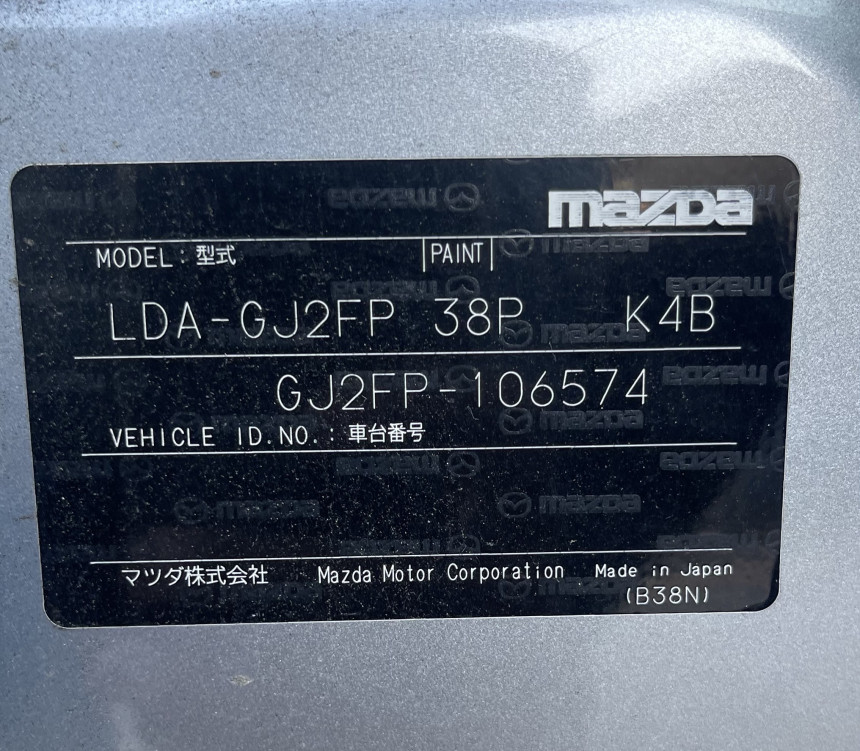 mazda
MODEL : 型式 PAINT
LDA-GJ2FP 38P K4B
GJ2FP-106574
VEHICLE ID.NO. : 車台番号
マツダ株式会社 Mazda Motor Corporation Made in Japan
(B38N)